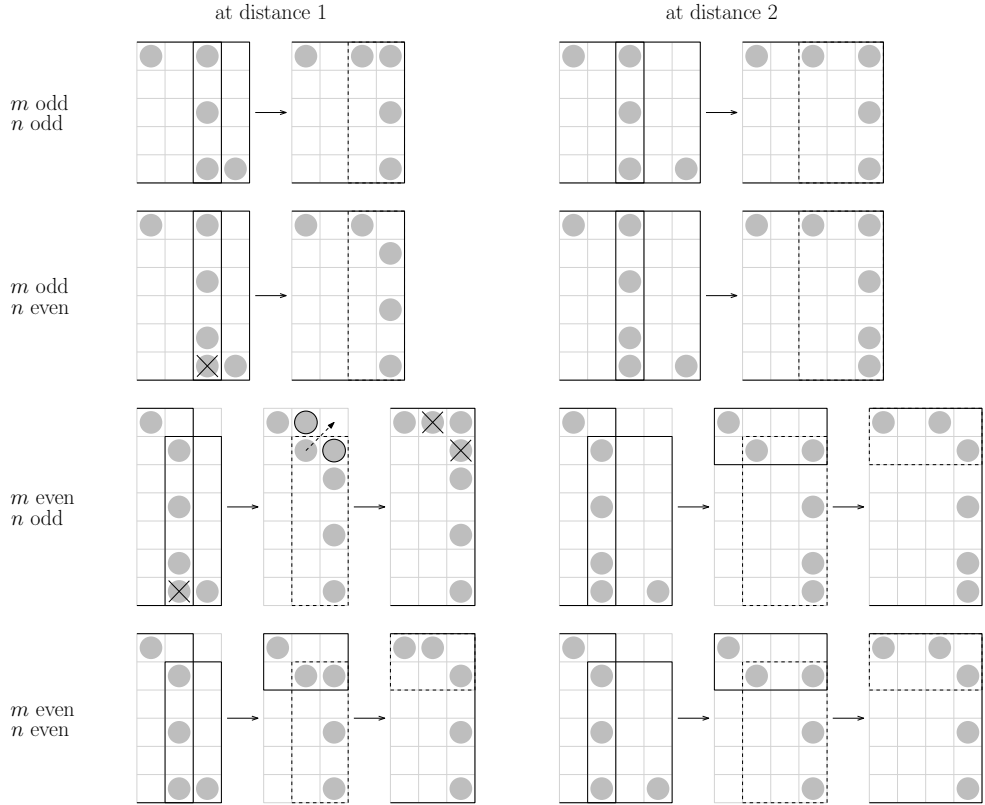 at distance 1
at distance 2
m odd
n odd
m odd
n even
m even
n odd
m even
n even